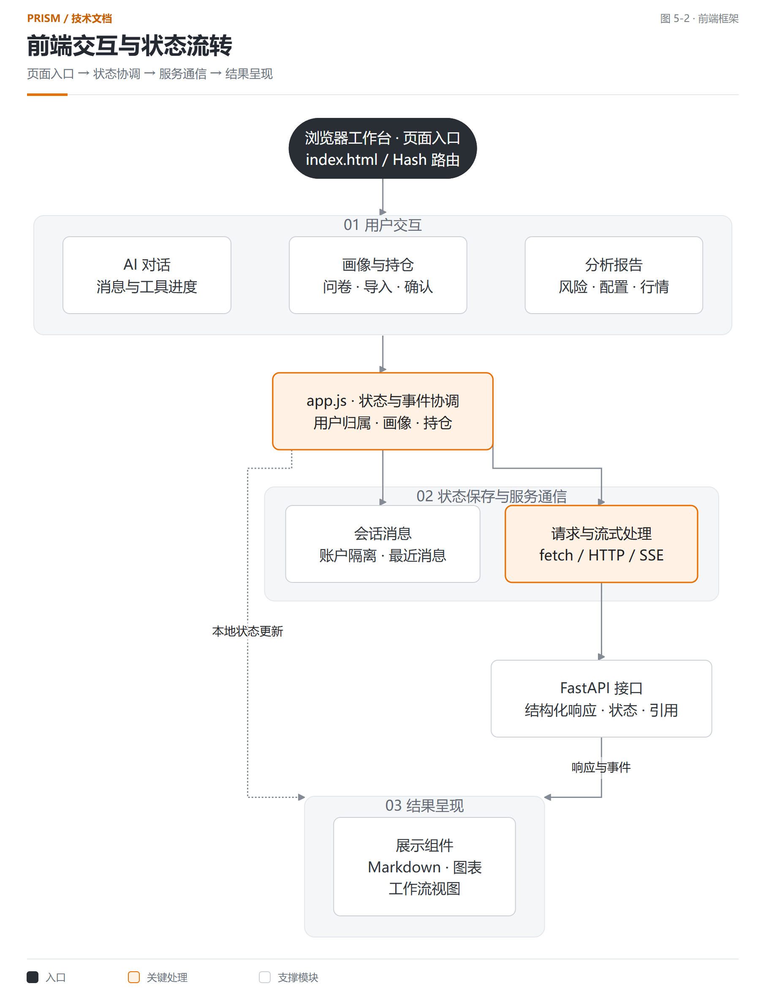 PRISM / 技术文档
图 5-2 · 前端框架
前端交互与状态流转
页面入口 → 状态协调 → 服务通信 → 结果呈现
浏览器工作台 · 页面入口
index.html / Hash 路由
01 用户交互
AI 对话
消息与工具进度
画像与持仓
问卷 · 导入 · 确认
分析报告
风险 · 配置 · 行情
app.js · 状态与事件协调
用户归属 · 画像 · 持仓
02 状态保存与服务通信
会话消息
账户隔离 · 最近消息
请求与流式处理
fetch / HTTP / SSE
本地状态更新
FastAPI 接口
结构化响应 · 状态 · 引用
响应与事件
03 结果呈现
展示组件
Markdown · 图表
工作流视图
入口
关键处理
支撑模块